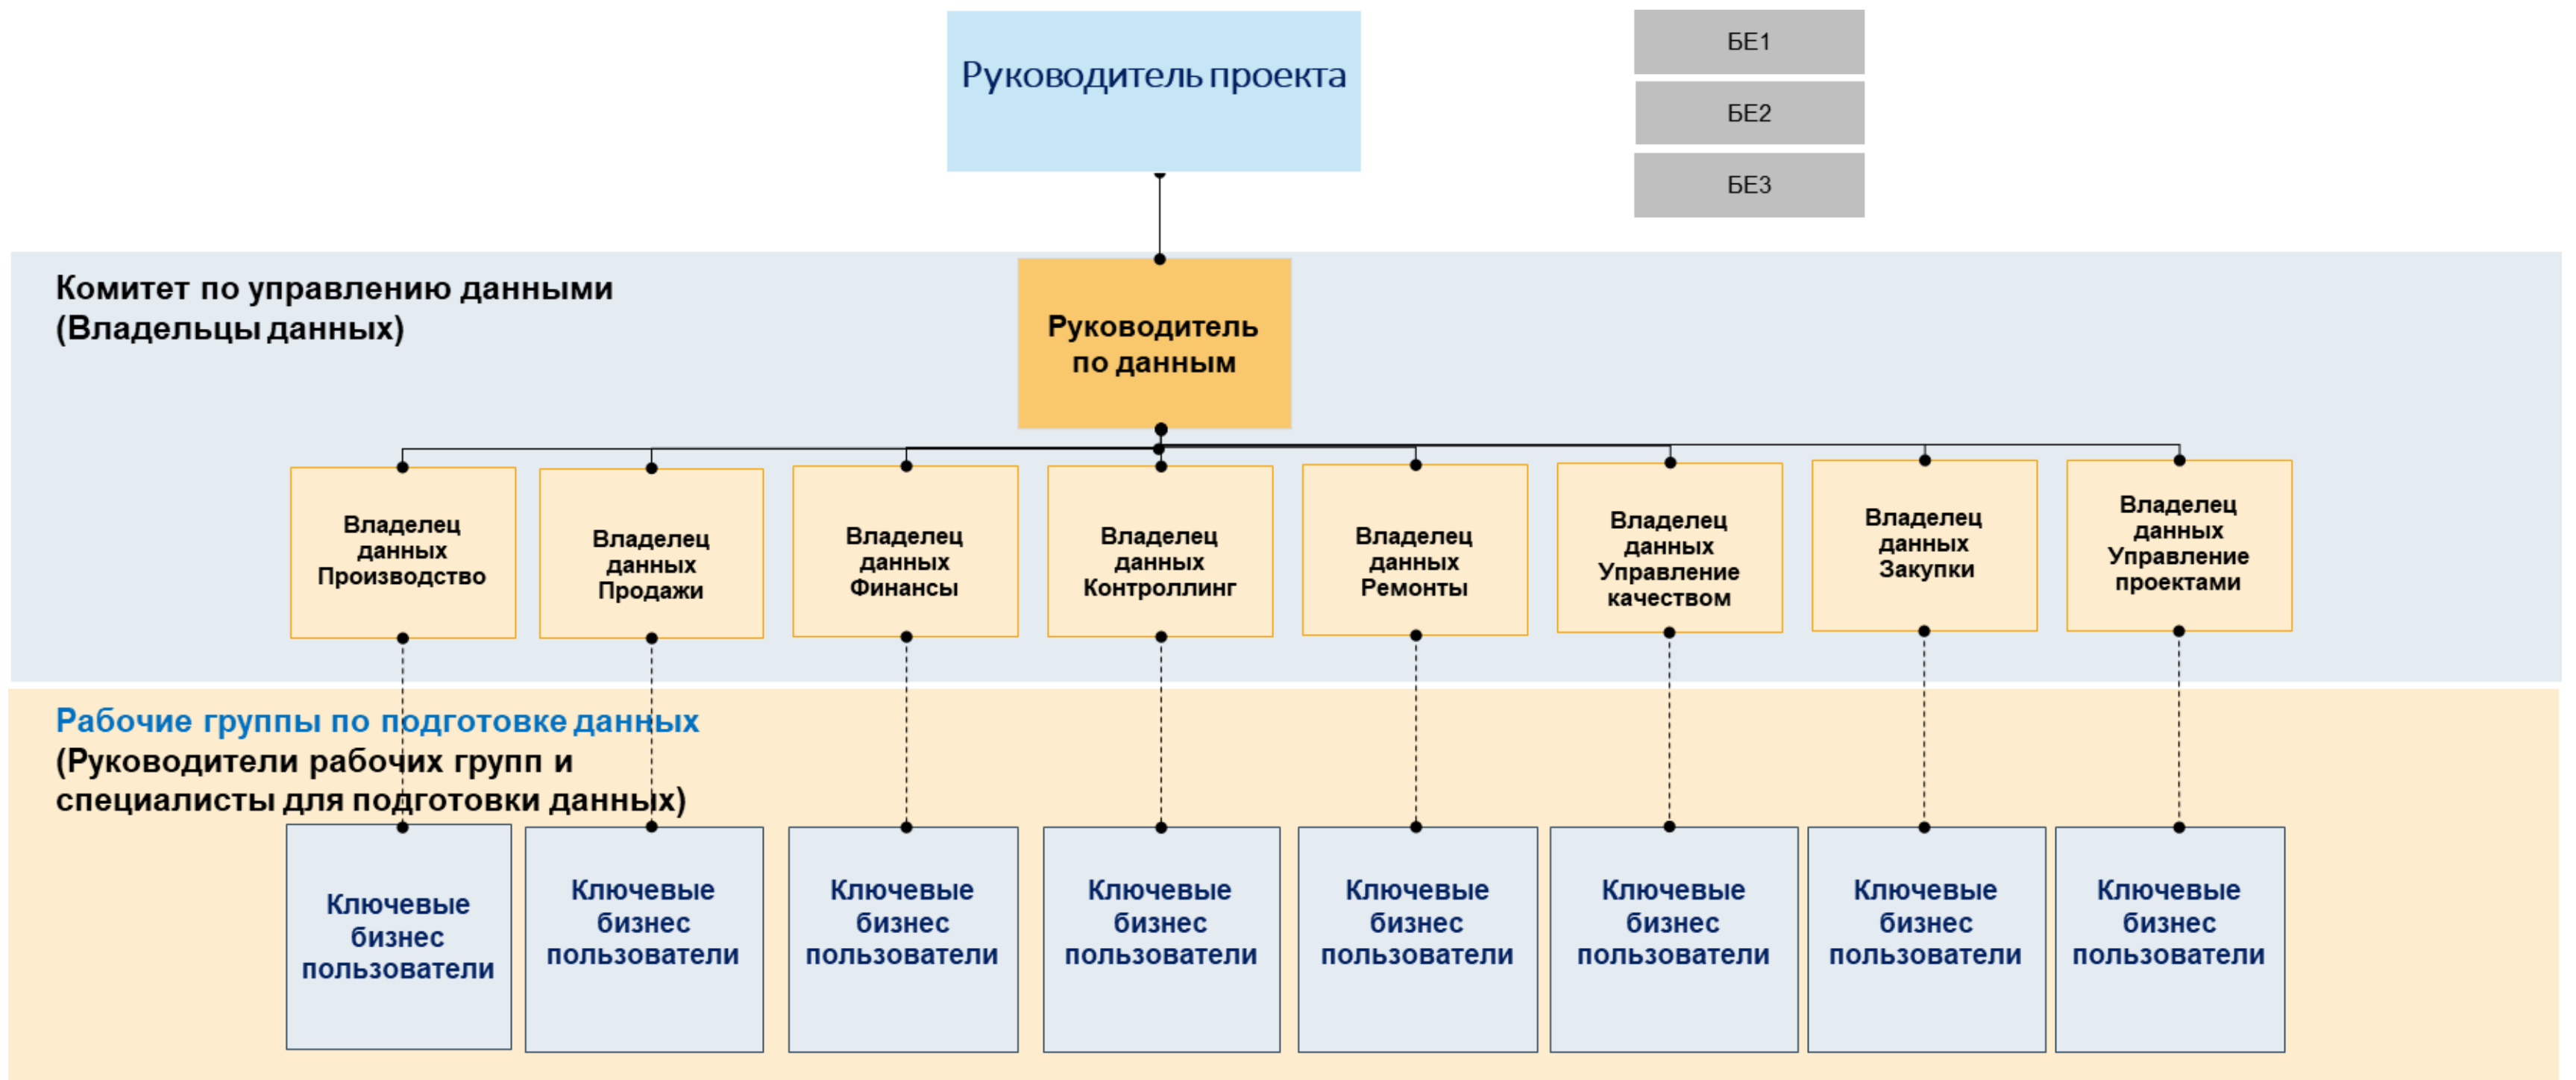 Руководитель проекта
БЕ1
БЕ2
БЕ3
Комитет по управлению данными
(Владельцы данных)
Руководитель
по данным
Владелец
данных
Производство
Владелец
данных
Продажи
Владелец
данных
Финансы
Владелец
данных
Контроллинг
Владелец
данных
Ремонты
Владелец
данных
Управление
качеством
Владелец
данных
Закупки
Владелец
данных
Управление
проектами
Рабочие группы по подготовке данных
(Руководители рабочих групп и
специалисты для подготовки данных)
Ключевые
бизнес
пользователи
Ключевые
бизнес
пользователи
Ключевые
бизнес
пользователи
Ключевые
бизнес
пользователи
Ключевые
бизнес
пользователи
Ключевые
бизнес
пользователи
Ключевые
бизнес
пользователи
Ключевые
бизнес
пользователи